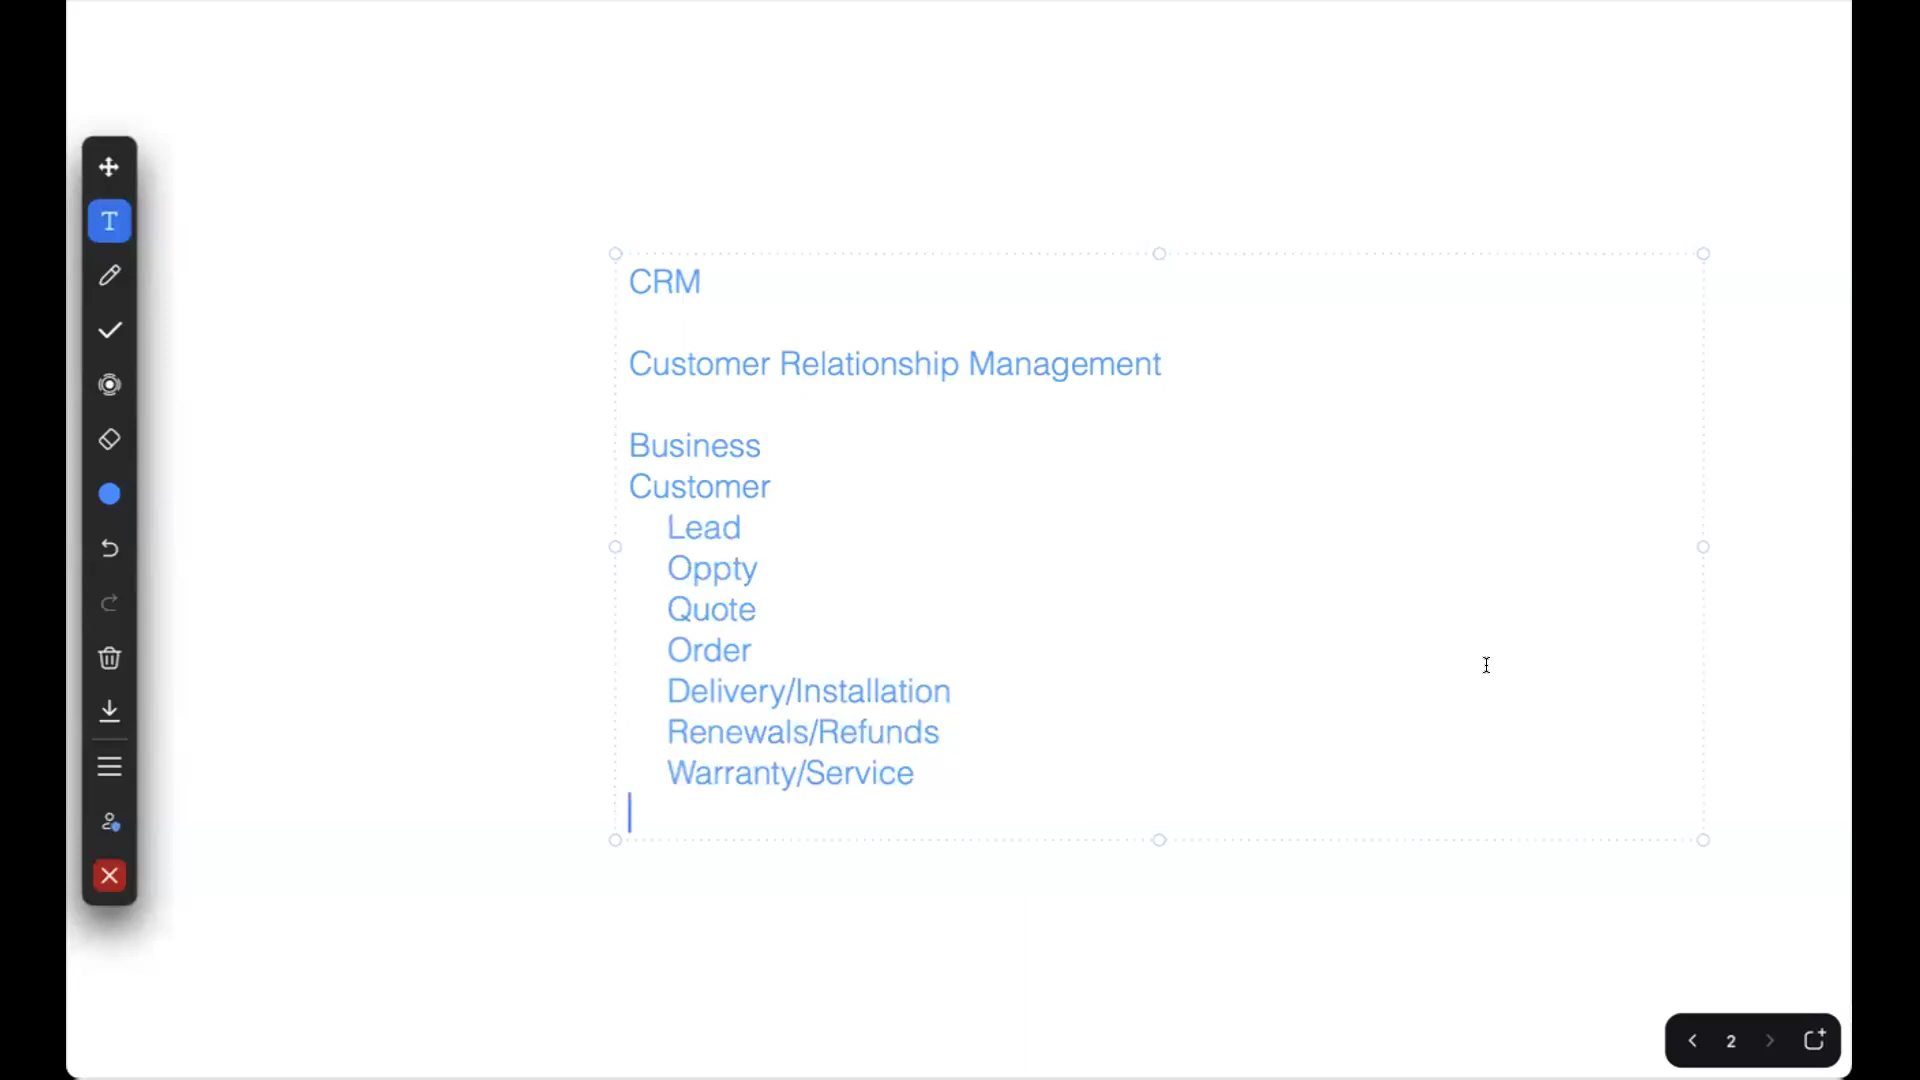 CRM
Customer Relationship Management
Business
Customer
Lead
Oppty
Quote
Order
Delivery/Installation
Renewals/Refunds
Warranty/Service
2